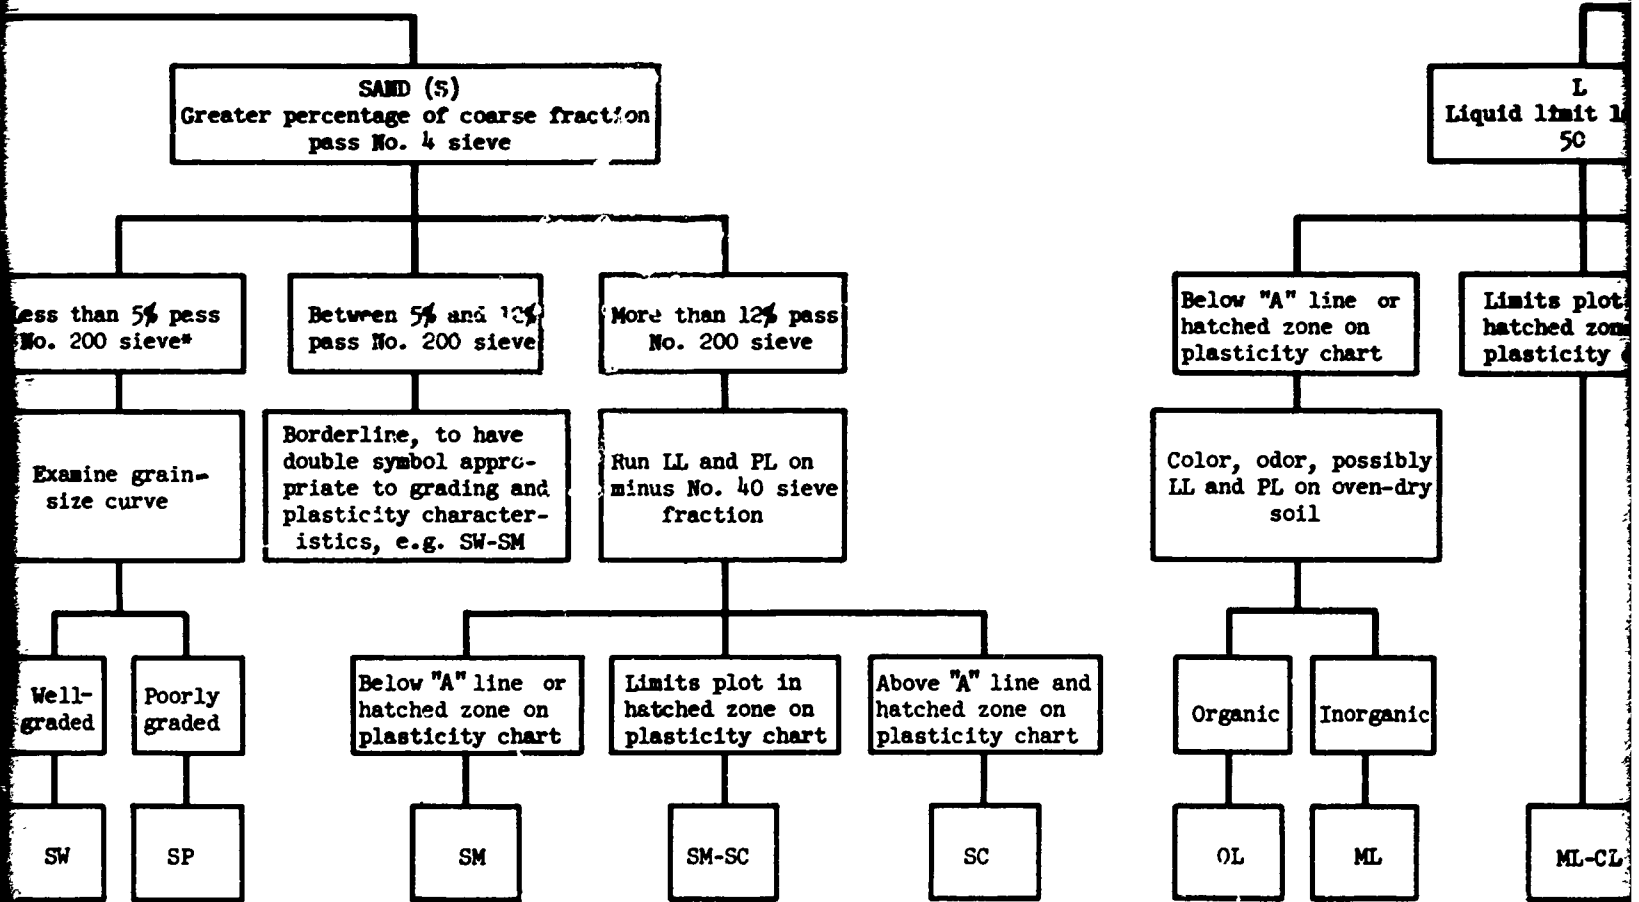 SAND (S)
Greater percentage of coarse fraction
pass No. 4 sieve
L
Liquid limit
50
Less than 5% pass
No. 200 sieve*
Between 5% and 12%
pass No. 200 sieve
More than 12% pass
No. 200 sieve
Below "A" line or
hatched zone on
plasticity chart
Limits plot
hatched
plasticity
Examine grain-
size curve
Borderline, to have
double symbol appro-
priate to grading and
plasticity character-
istics, e.g. SW-SM
Run LL and PL on
minus No. 40 sieve
fraction
Color, odor, possibly
LL and PL on oven-dry
soil
Well-
graded
Poorly
graded
Below "A" line or
hatched zone on
plasticity chart
Limits plot in
hatched zone on
plasticity chart
Above "A" line and
hatched zone on
plasticity chart
Organic
Inorganic
SW
SP
SM
SM-SC
SC
OL
ML
ML-CL